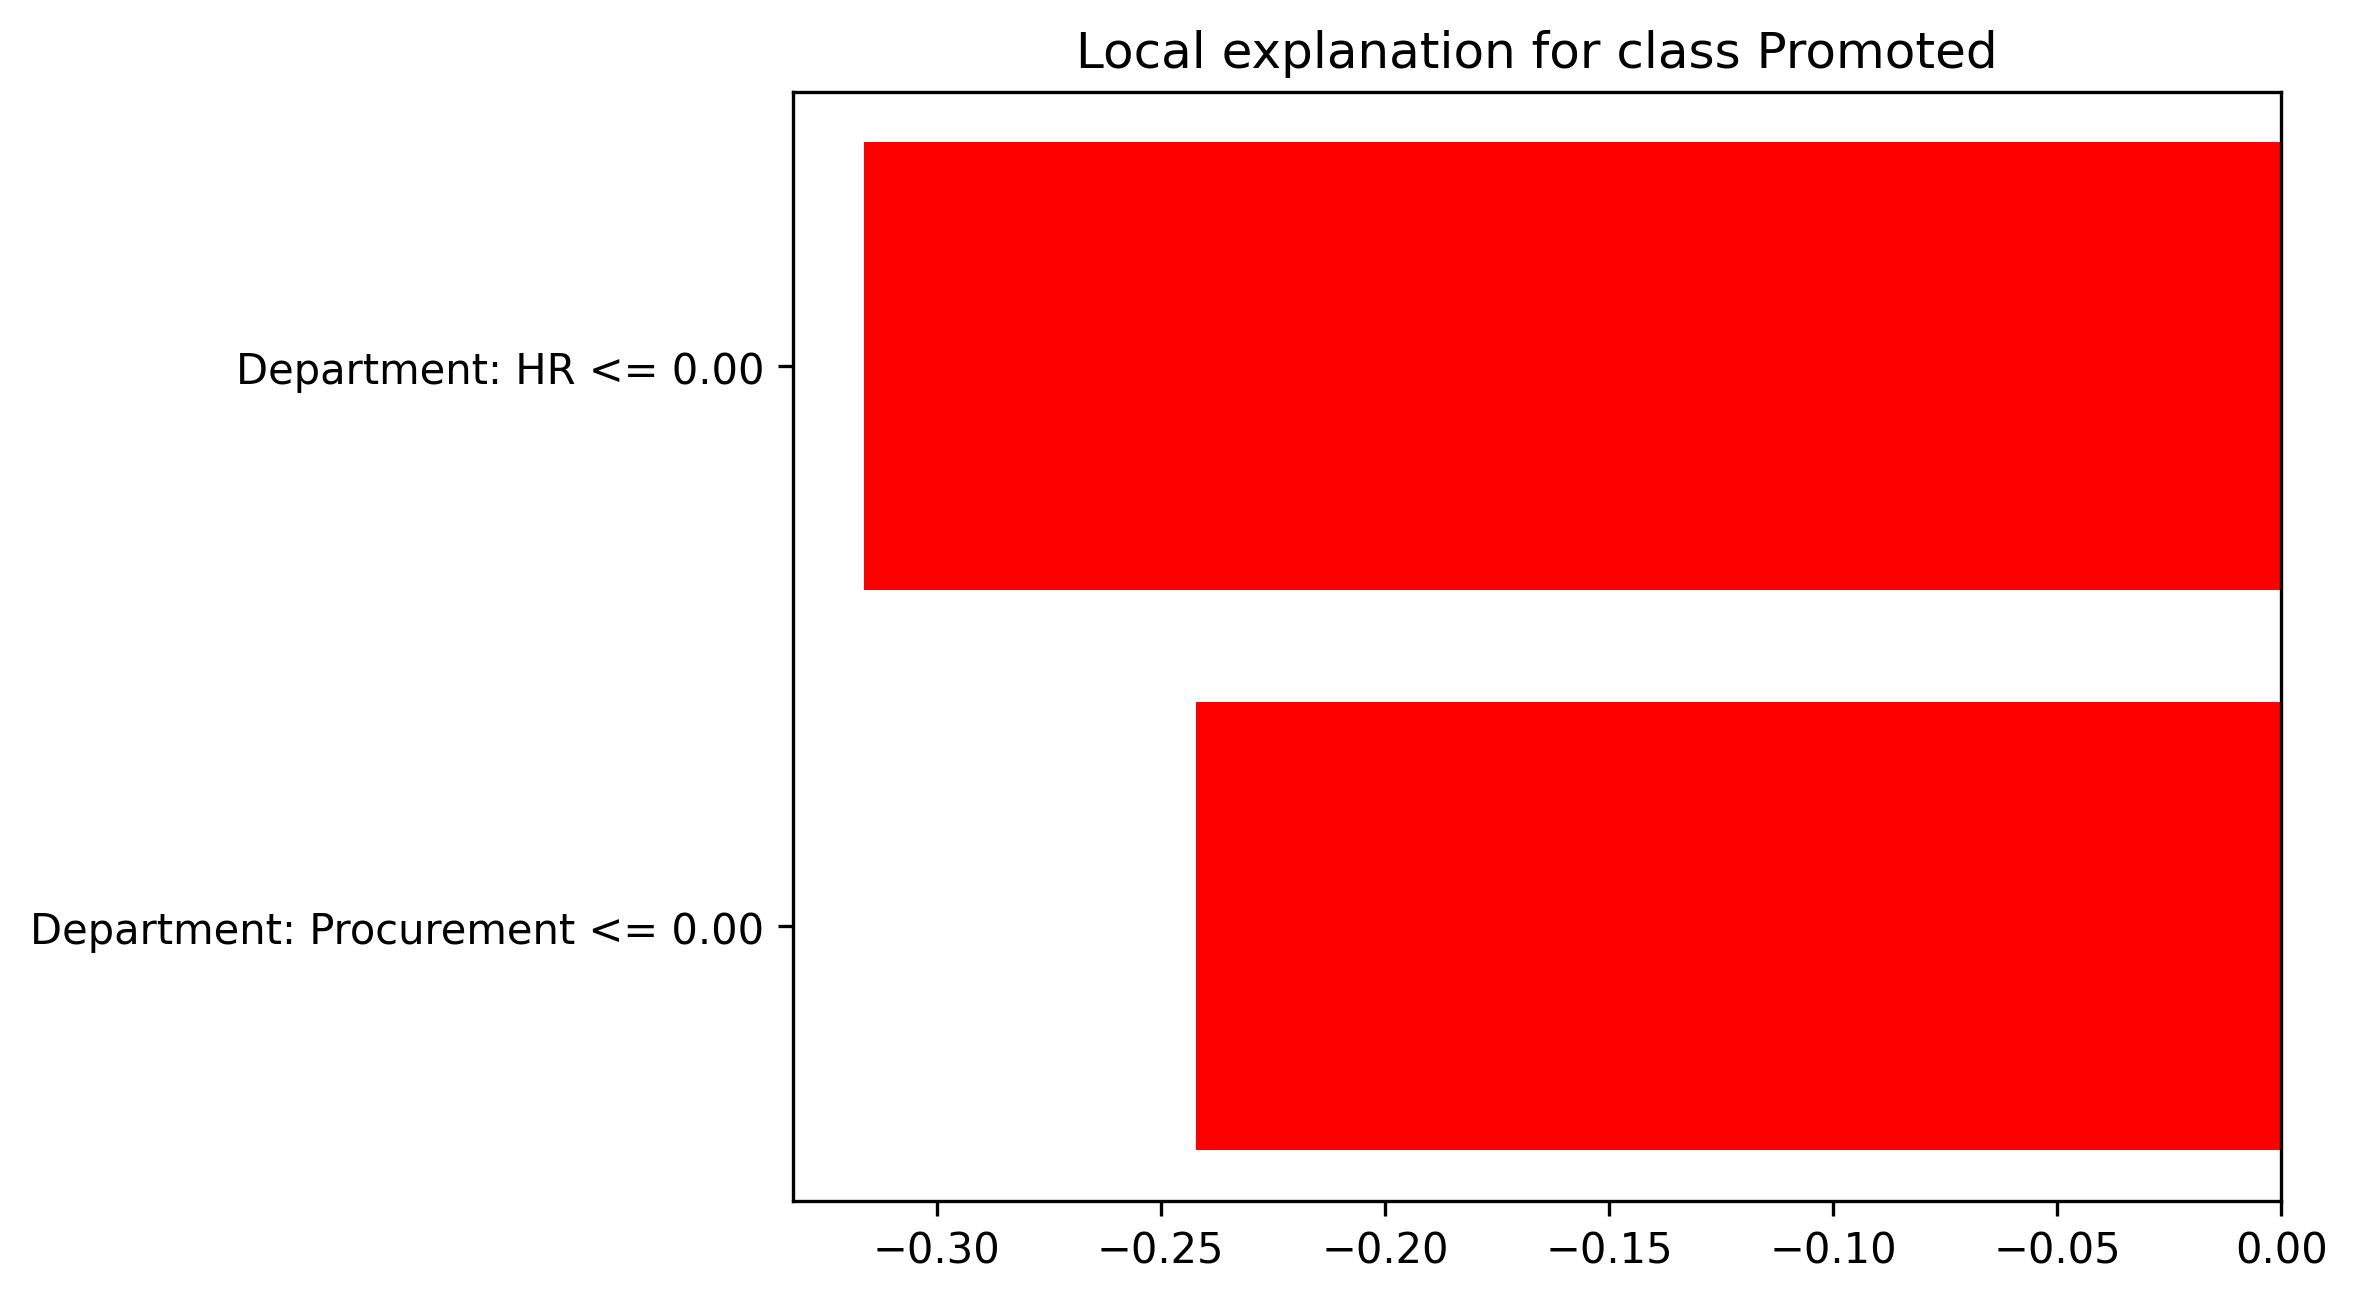 Local explanation for class Promoted
Department: HR <= 0.00
Department: Procurement <= 0.00
−0.30 −0.25 −0.20 −0.15 −0.10 −0.05 0.00